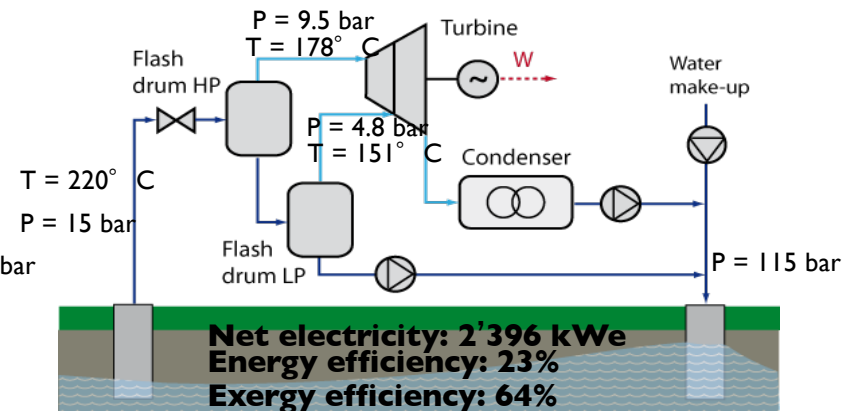 P = 9.5 bar
T = 178° C
Turbine
W
Flash
drum HP
Water
make-up
P = 4.8 bar
T = 151° C
Condenser
T = 220° C
P = 15 bar
bar
Flash
drum LP
~
P = 115 bar
Net electricity: 2’396 kWe
Energy efficiency: 23%
Exergy efficiency: 64%